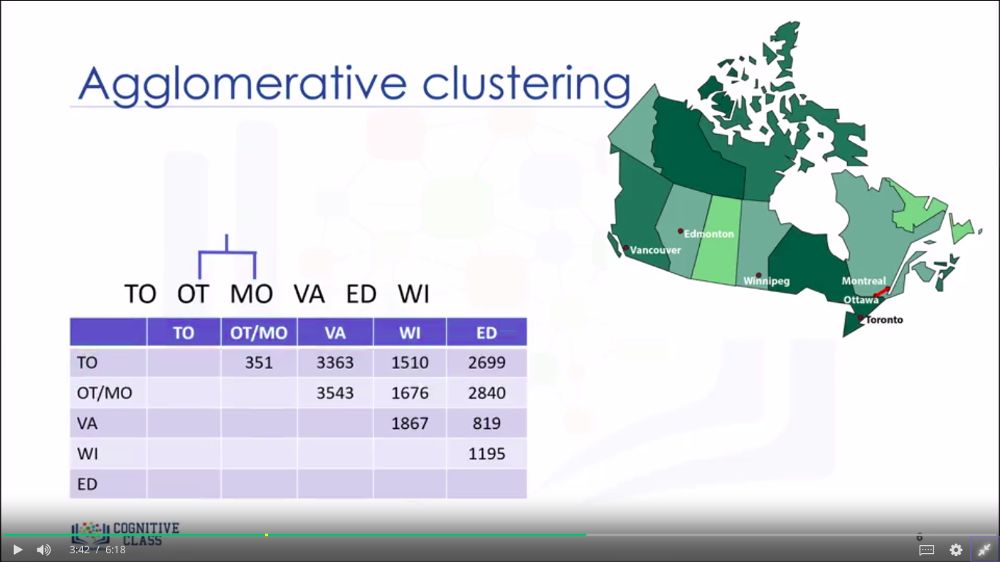 Agglomerative clustering
Edmonton
Vancouver
Winnipeg
Montreal
Ottawa
Toronto
TO OT MO VA ED WI
TO OT/MO VA WI ED
TO 351 3363 1510 2699
OT/MO 3543 1676 2840
VA 1867 819
WI 1195
ED
COGNITIVE
CLASS
6
3:42 / 6:18